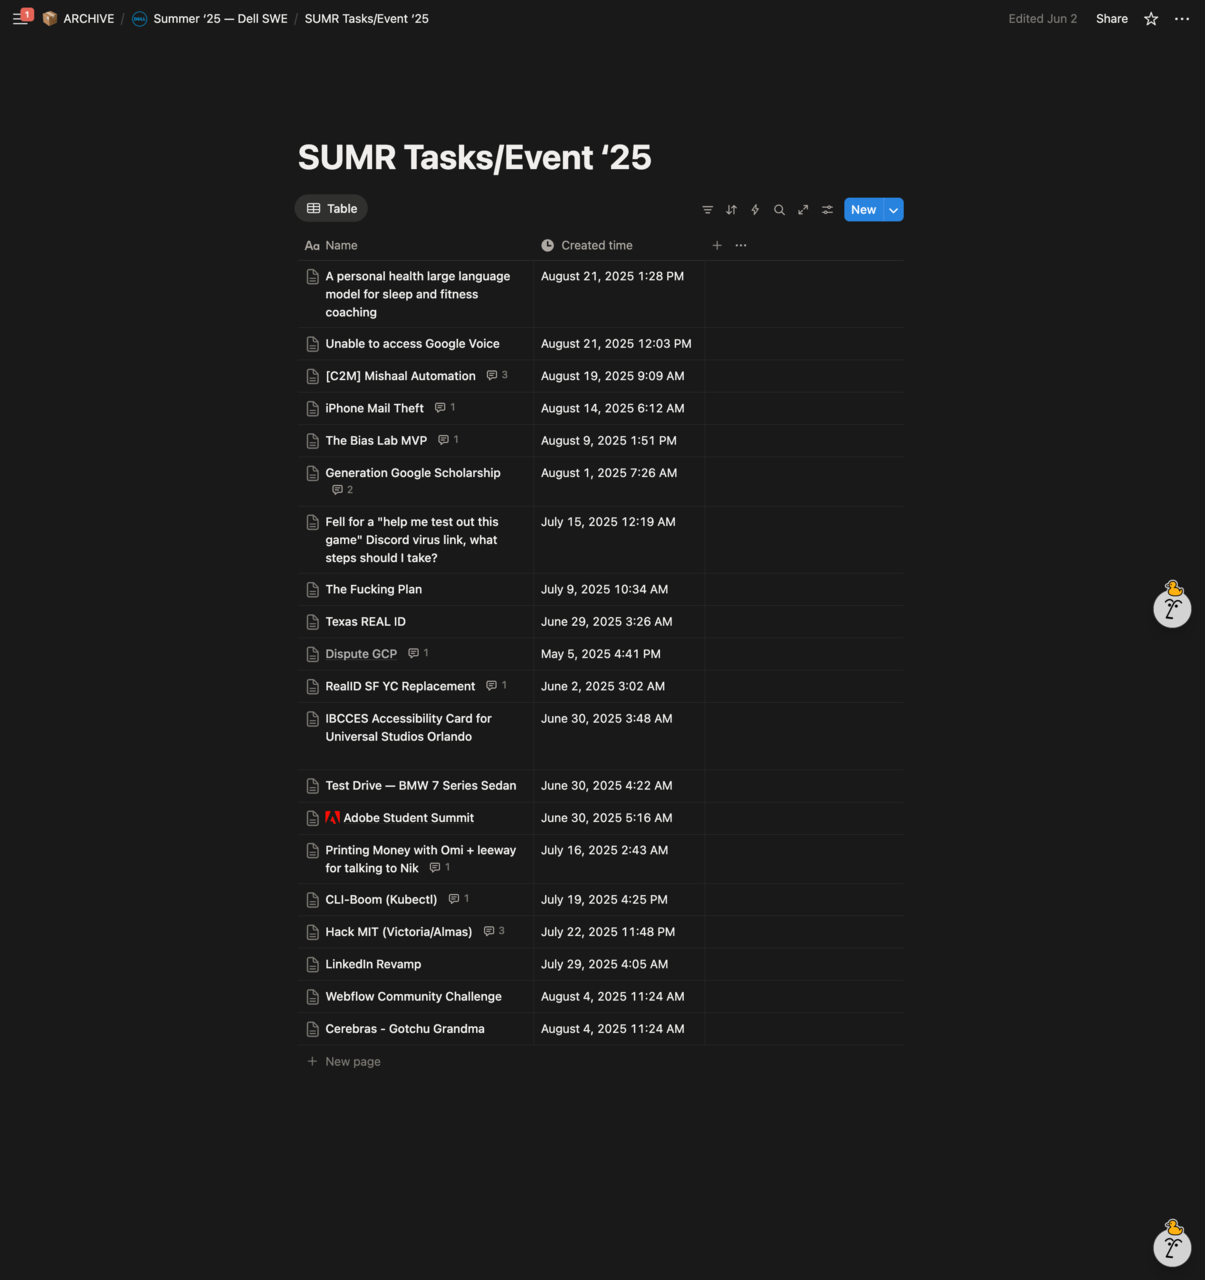 1
ARCHIVE / Summer ‘25 — Dell SWE / SUMR Tasks/Event ‘25
Edited Jun 2 Share
SUMR Tasks/Event ‘25
Table
New
Aa Name Created time
A personal health large language August 21, 2025 1:28 PM
model for sleep and fitness
coaching
Unable to access Google Voice August 21, 2025 12:03 PM
[C2M] Mishaal Automation 3 August 19, 2025 9:09 AM
iPhone Mail Theft 1 August 14, 2025 6:12 AM
The Bias Lab MVP 1 August 9, 2025 1:51 PM
Generation Google Scholarship August 1, 2025 7:26 AM
2
Fell for a "help me test out this July 15, 2025 12:19 AM
game" Discord virus link, what
steps should I take?
The Fucking Plan July 9, 2025 10:34 AM
Texas REAL ID June 29, 2025 3:26 AM
Dispute GCP 1 May 5, 2025 4:41 PM
RealID SF YC Replacement 1 June 2, 2025 3:02 AM
IBCCES Accessibility Card for June 30, 2025 3:48 AM
Universal Studios Orlando
Test Drive — BMW 7 Series Sedan June 30, 2025 4:22 AM
Adobe Student Summit June 30, 2025 5:16 AM
Printing Money with Omi + leeway July 16, 2025 2:43 AM
for talking to Nik 1
CLI-Boom (Kubectl) 1 July 19, 2025 4:25 PM
Hack MIT (Victoria/Almas) 3 July 22, 2025 11:48 PM
LinkedIn Revamp July 29, 2025 4:05 AM
Webflow Community Challenge August 4, 2025 11:24 AM
Cerebras - Gotchu Grandma August 4, 2025 11:24 AM
+ New page